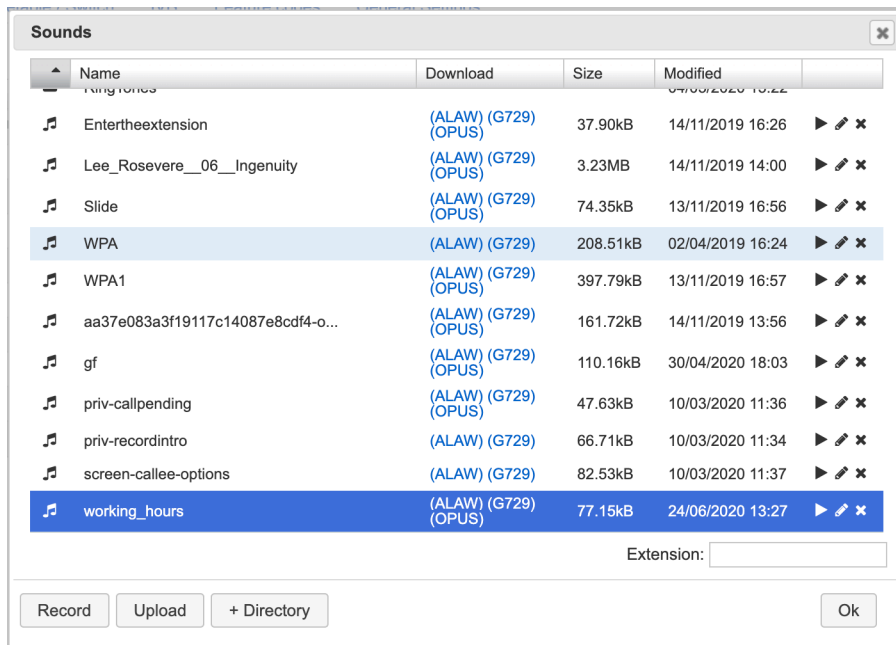 Sounds
Name Download Size Modified
RingTones 04/05/2020 15:22
Entertheextension (ALAW) (G729) (OPUS) 37.90kB 14/11/2019 16:26
Lee_Rosevere__06__Ingenuity (ALAW) (G729) (OPUS) 3.23MB 14/11/2019 14:00
Slide (ALAW) (G729) (OPUS) 74.35kB 13/11/2019 16:56
WPA (ALAW) (G729) 208.51kB 02/04/2019 16:24
WPA1 (ALAW) (G729) (OPUS) 397.79kB 13/11/2019 16:57
aa37e083a3f19117c14087e8cdf4-o... (ALAW) (G729) (OPUS) 161.72kB 14/11/2019 13:56
gf (ALAW) (G729) (OPUS) 110.16kB 30/04/2020 18:03
priv-callpending (ALAW) (G729) (OPUS) 47.63kB 10/03/2020 11:36
priv-recordintro (ALAW) (G729) 66.71kB 10/03/2020 11:34
screen-callee-options (ALAW) (G729) 82.53kB 10/03/2020 11:37
working_hours (ALAW) (G729) (OPUS) 77.15kB 24/06/2020 13:27
Extension:
Record Upload + Directory Ok